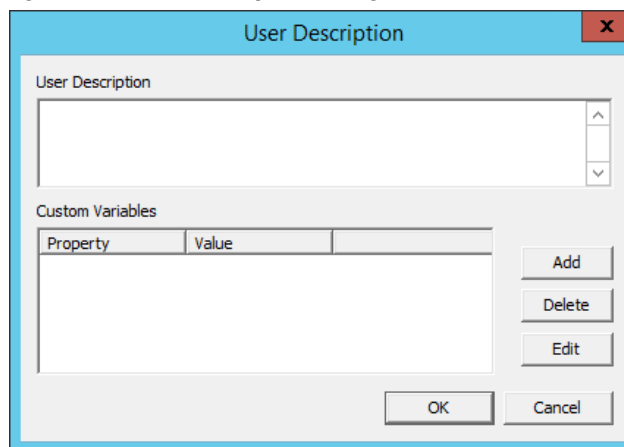 User Description
x
User Description
Custom Variables
Property Value
Add
Delete
Edit
OK Cancel